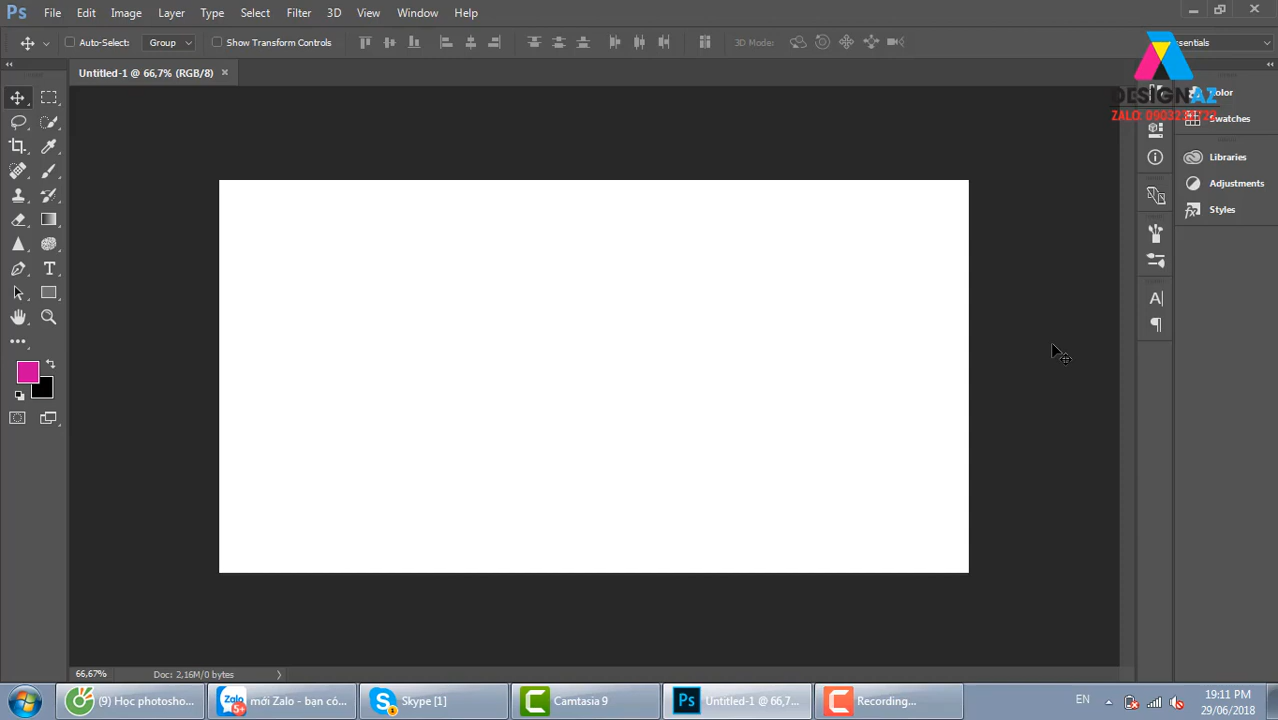 Ps File Edit Image Layer Type Select Filter 3D View Window Help
Auto-Select: Group Show Transform Controls 3D Mode:
Untitled-1 @ 66,7% (RGB/8) ×
DESIGNAZ
Color
Swatches
Libraries
Adjustments
Styles
66,67% Doc: 2,16M/0 bytes
(9) Học photosho... mới Zalo - bạn có... Skype [1] Camtasia 9 Untitled-1 @ 66,7... Recording...
EN
19:11 PM
29/06/2018